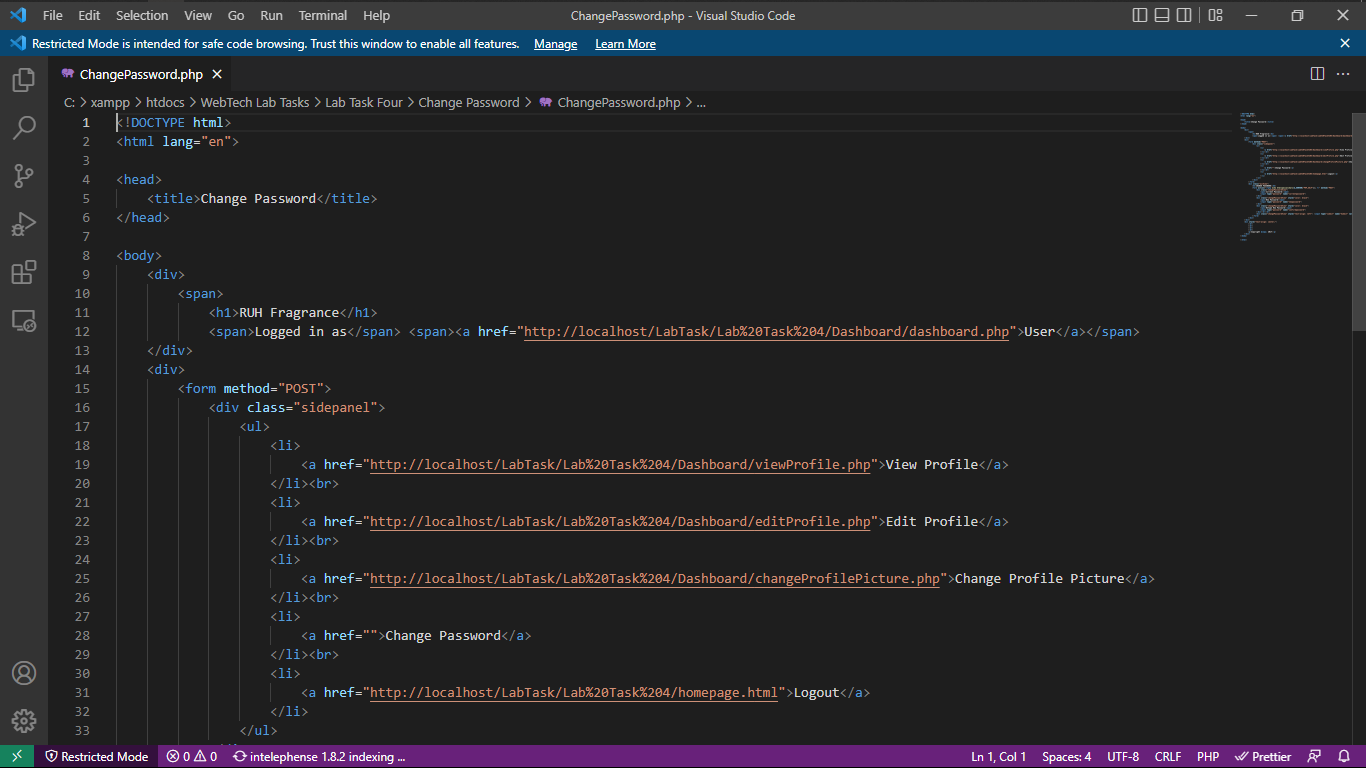 File Edit Selection View Go Run Terminal Help ChangePassword.php - Visual Studio Code
Restricted Mode is intended for safe code browsing. Trust this window to enable all features. Manage Learn More
ChangePassword.php
C: > xampp > htdocs > WebTech Lab Tasks > Lab Task Four > Change Password > ChangePassword.php > ...
1 <!DOCTYPE html>
2 <html lang="en">
3
4 <head>
5 <title>Change Password</title>
6 </head>
7
8 <body>
9 <div>
10 <span>
11 <h1>RUH Fragrance</h1>
12 <span>Logged in as</span> <span><a href="http://localhost/LabTask/Lab%20Task%204/Dashboard/dashboard.php">User</a></span>
13 </div>
14 <div>
15 <form method="POST">
16 <div class="sidepanel">
17 <ul>
18 <li>
19 <a href="http://localhost/LabTask/Lab%20Task%204/Dashboard/viewProfile.php">View Profile</a>
20 </li><br>
21 <li>
22 <a href="http://localhost/LabTask/Lab%20Task%204/Dashboard/editProfile.php">Edit Profile</a>
23 </li><br>
24 <li>
25 <a href="http://localhost/LabTask/Lab%20Task%204/Dashboard/changeProfilePicture.php">Change Profile Picture</a>
26 </li><br>
27 <li>
28 <a href="">Change Password</a>
29 </li><br>
30 <li>
31 <a href="http://localhost/LabTask/Lab%20Task%204/homepage.html">Logout</a>
32 </li>
33 </ul>
Restricted Mode 0 0 intelephense 1.8.2 indexing ... Ln 1, Col 1 Spaces: 4 UTF-8 CRLF PHP Prettier